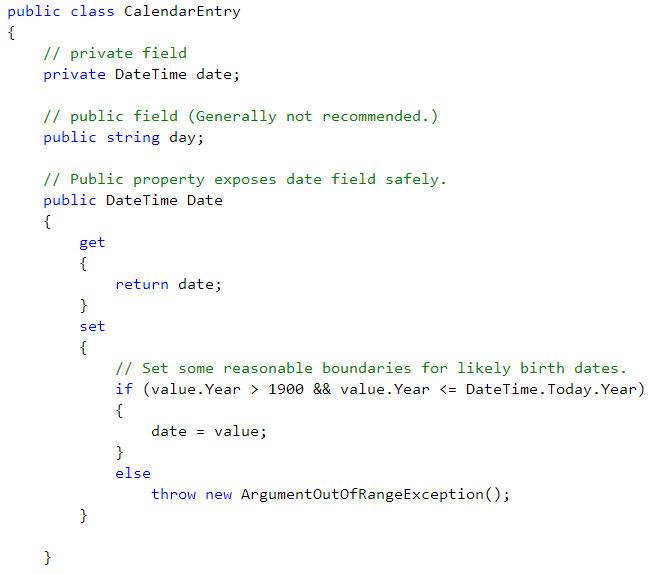 public class CalendarEntry
{
    // private field
    private DateTime date;

    // public field (Generally not recommended.)
    public string day;

    // Public property exposes date field safely.
    public DateTime Date
    {
        get
        {
            return date;
        }
        set
        {
            // Set some reasonable boundaries for likely birth dates.
            if (value.Year > 1900 && value.Year <= DateTime.Today.Year)
            {
                date = value;
            }
            else
                throw new ArgumentOutOfRangeException();
        }

    }